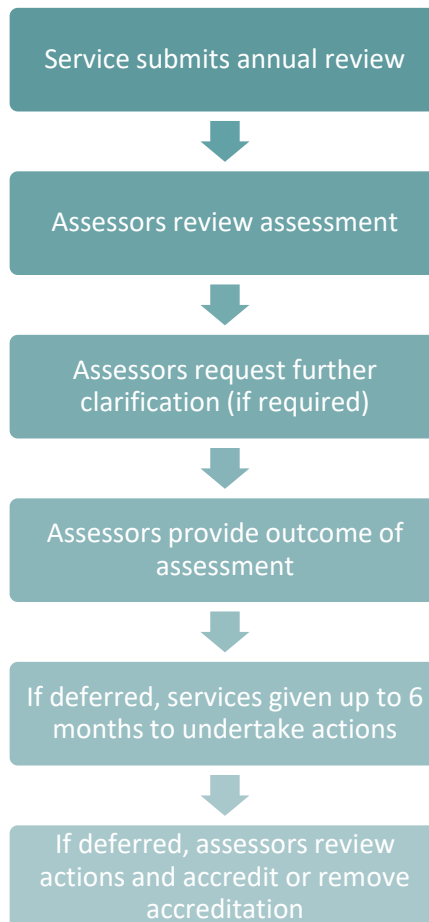 Service submits annual review
Assessors review assessment
Assessors request further
clarification (if required)
Assessors provide outcome of
assessment
If deferred, services given up to 6
months to undertake actions
If deferred, assessors review
actions and accredit or remove
accreditation